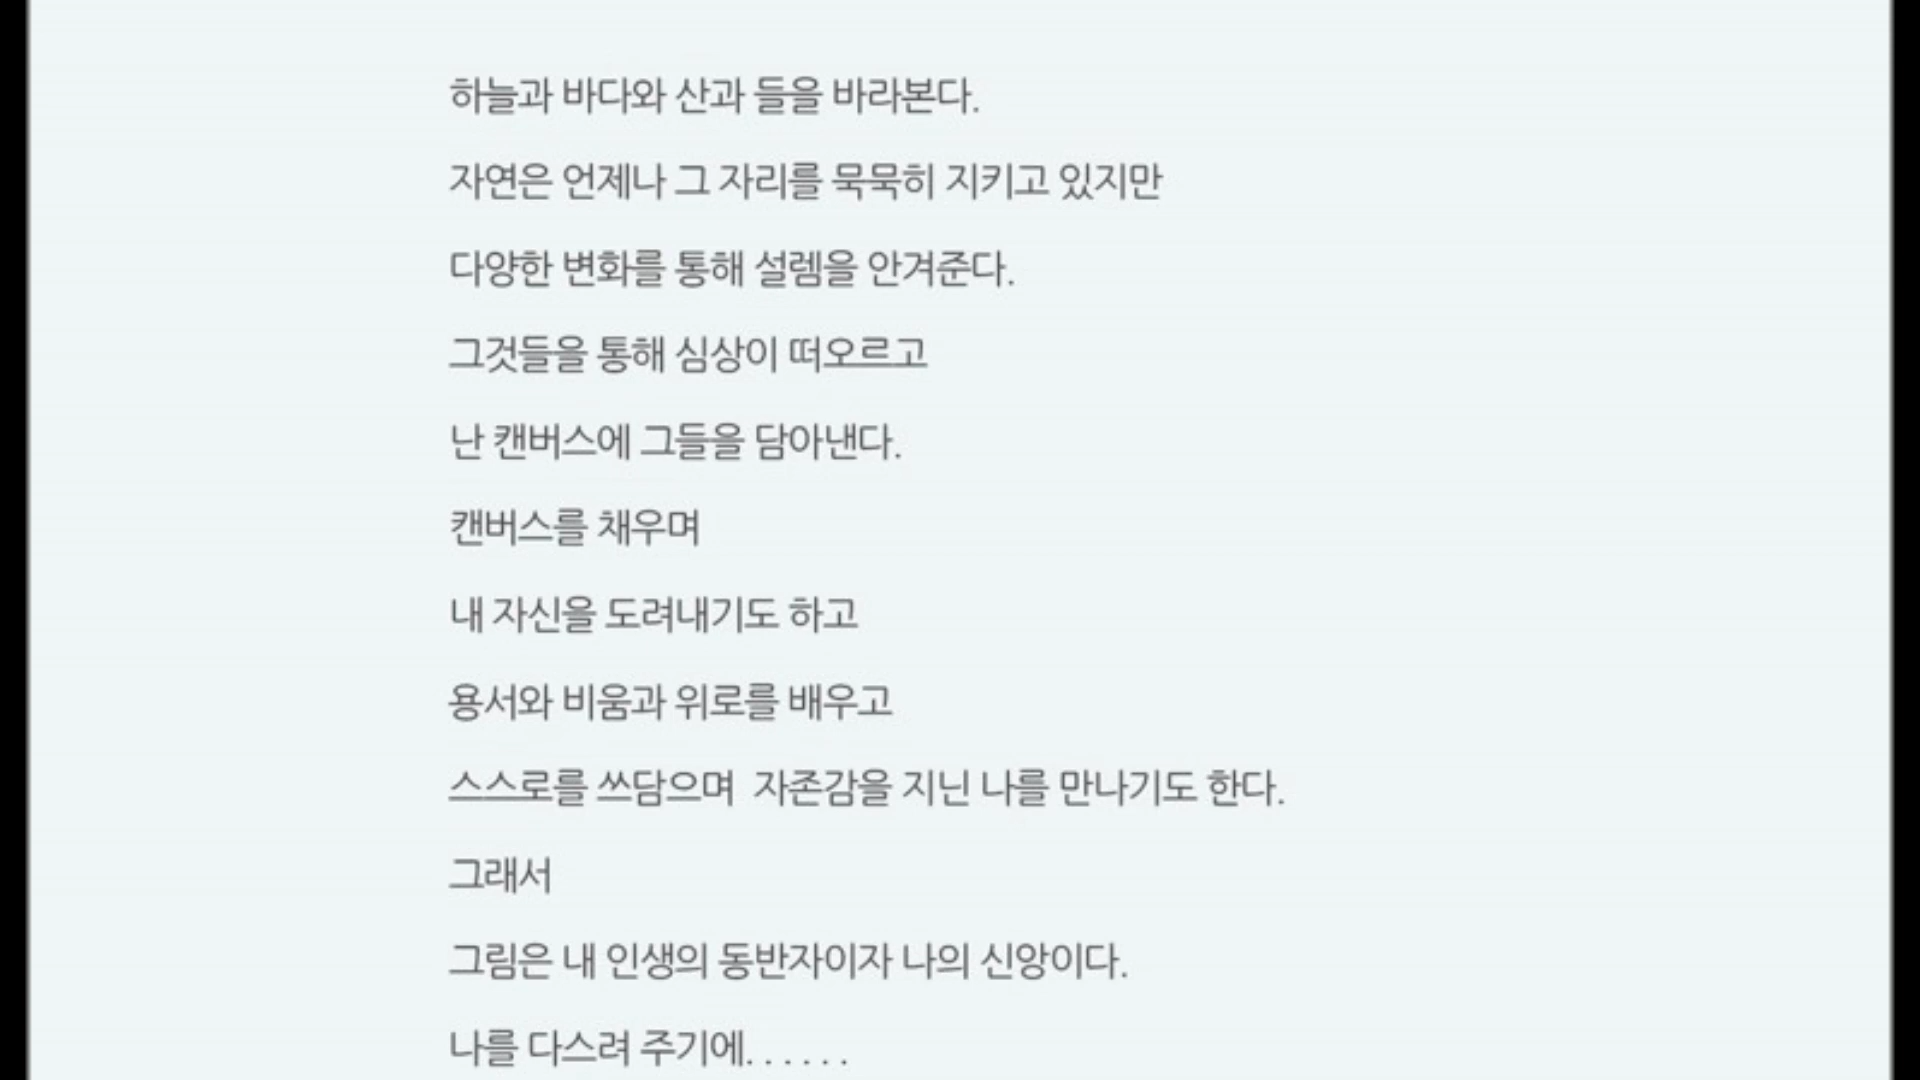 하늘과 바다와 산과 들을 바라본다.
자연은 언제나 그 자리를 묵묵히 지키고 있지만
다양한 변화를 통해 설렘을 안겨준다.
그것들을 통해 심상이 떠오르고
난 캔버스에 그들을 담아낸다.
캔버스를 채우며
내 자신을 도려내기도 하고
용서와 비움과 위로를 배우고
스스로를 쓰담으며  자존감을 지닌 나를 만나기도 한다.
그래서
그림은 내 인생의 동반자이자 나의 신앙이다.
나를 다스려 주기에. . . . . .